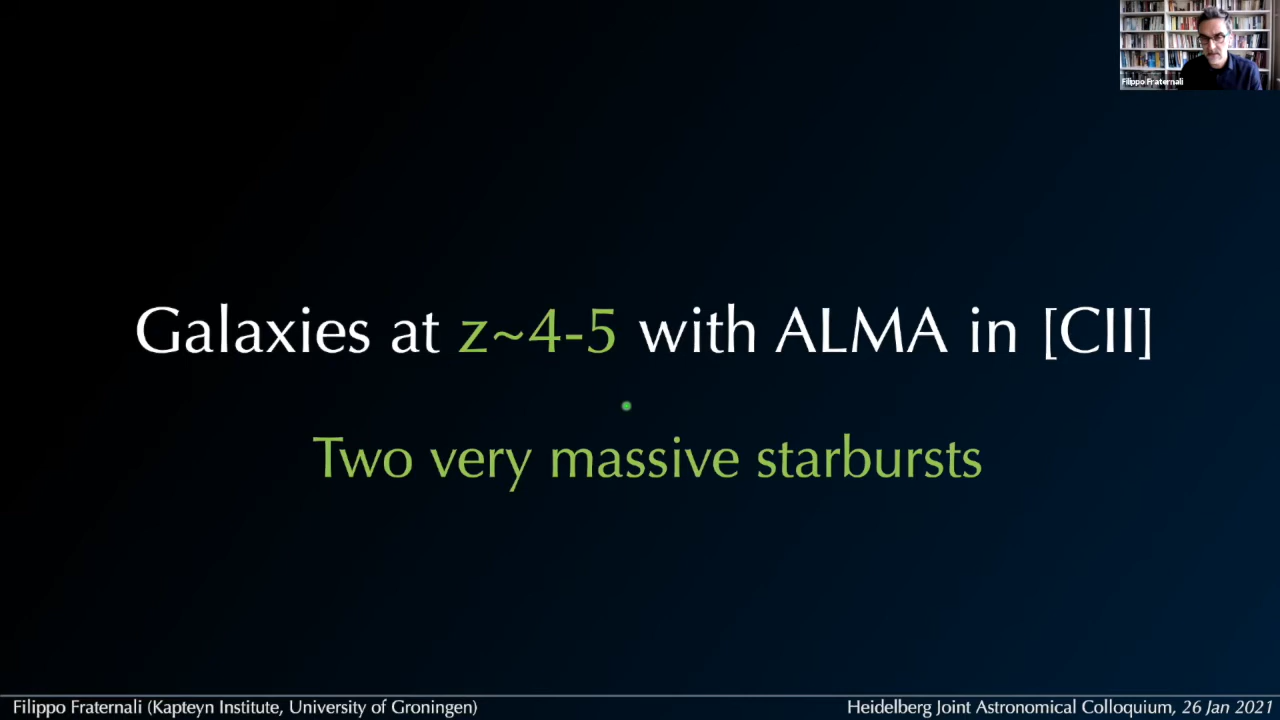 Filippo Fraternali
Galaxies at z~4-5 with ALMA in [CII]
Two very massive starbursts
Filippo Fraternali (Kapteyn Institute, University of Groningen)
Heidelberg Joint Astronomical Colloquium, 26 Jan 2021